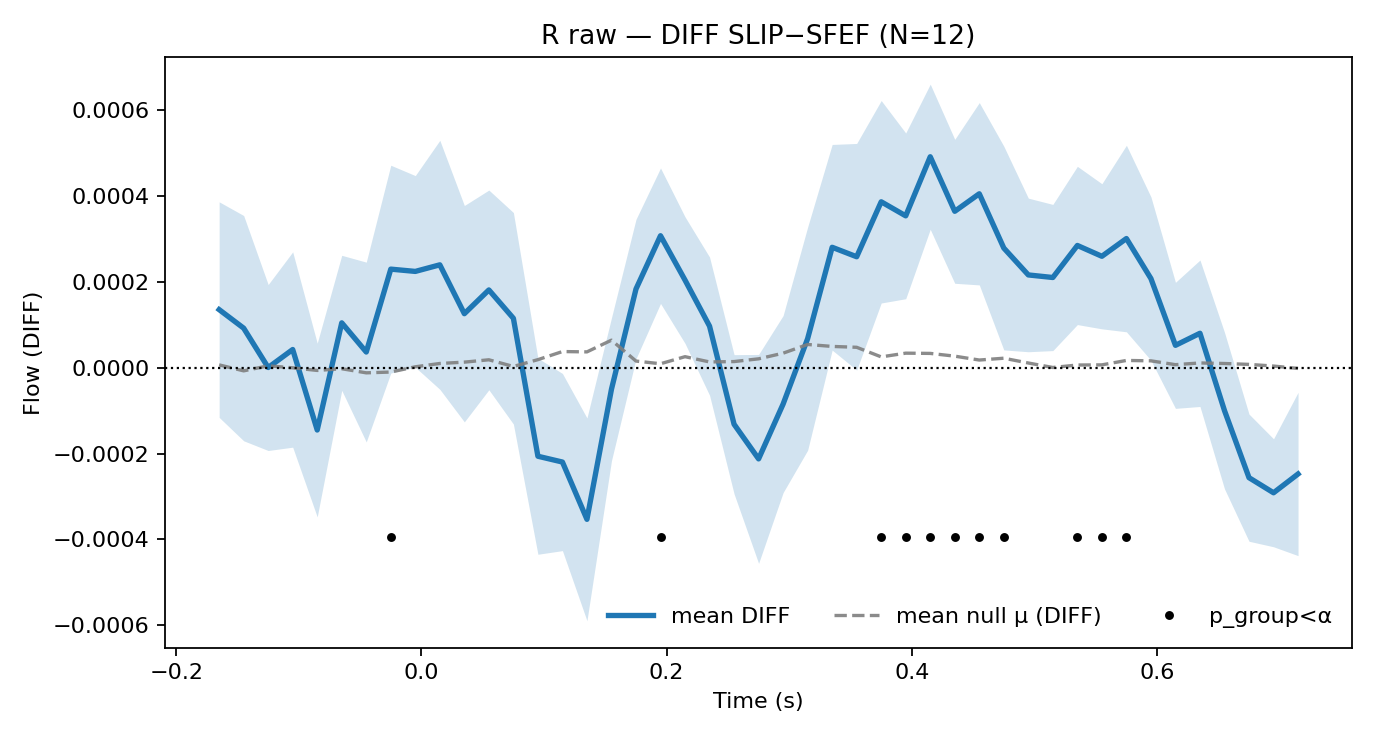 R raw — DIFF SLIP−SFEF (N=12)
Flow (DIFF)
0.0006
0.0004
0.0002
0.0000
−0.0002
−0.0004
−0.0006
mean DIFF
mean null μ (DIFF)
p_group<α
−0.2
0.0
0.2
0.4
0.6
Time (s)